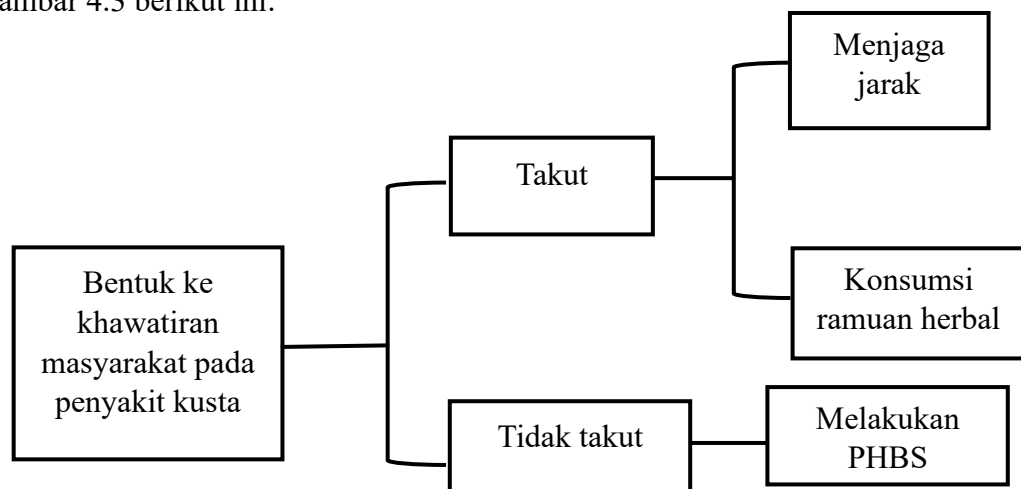 ambar 4.3 berikut ini.
Menjaga
jarak
Takut
Konsumsi
ramuan herbal
Bentuk ke
khawatiran
masyarakat pada
penyakit kusta
Tidak takut
Melakukan
PHBS